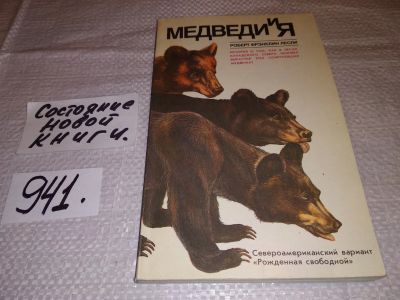 МЕДВЕДИ и Я
РОБЕРТ ФРЭНКЛИН ЛЕСЛИ
Состояние
новой
книги.
941.
Североамериканский вариант
«Рожденная свободной»